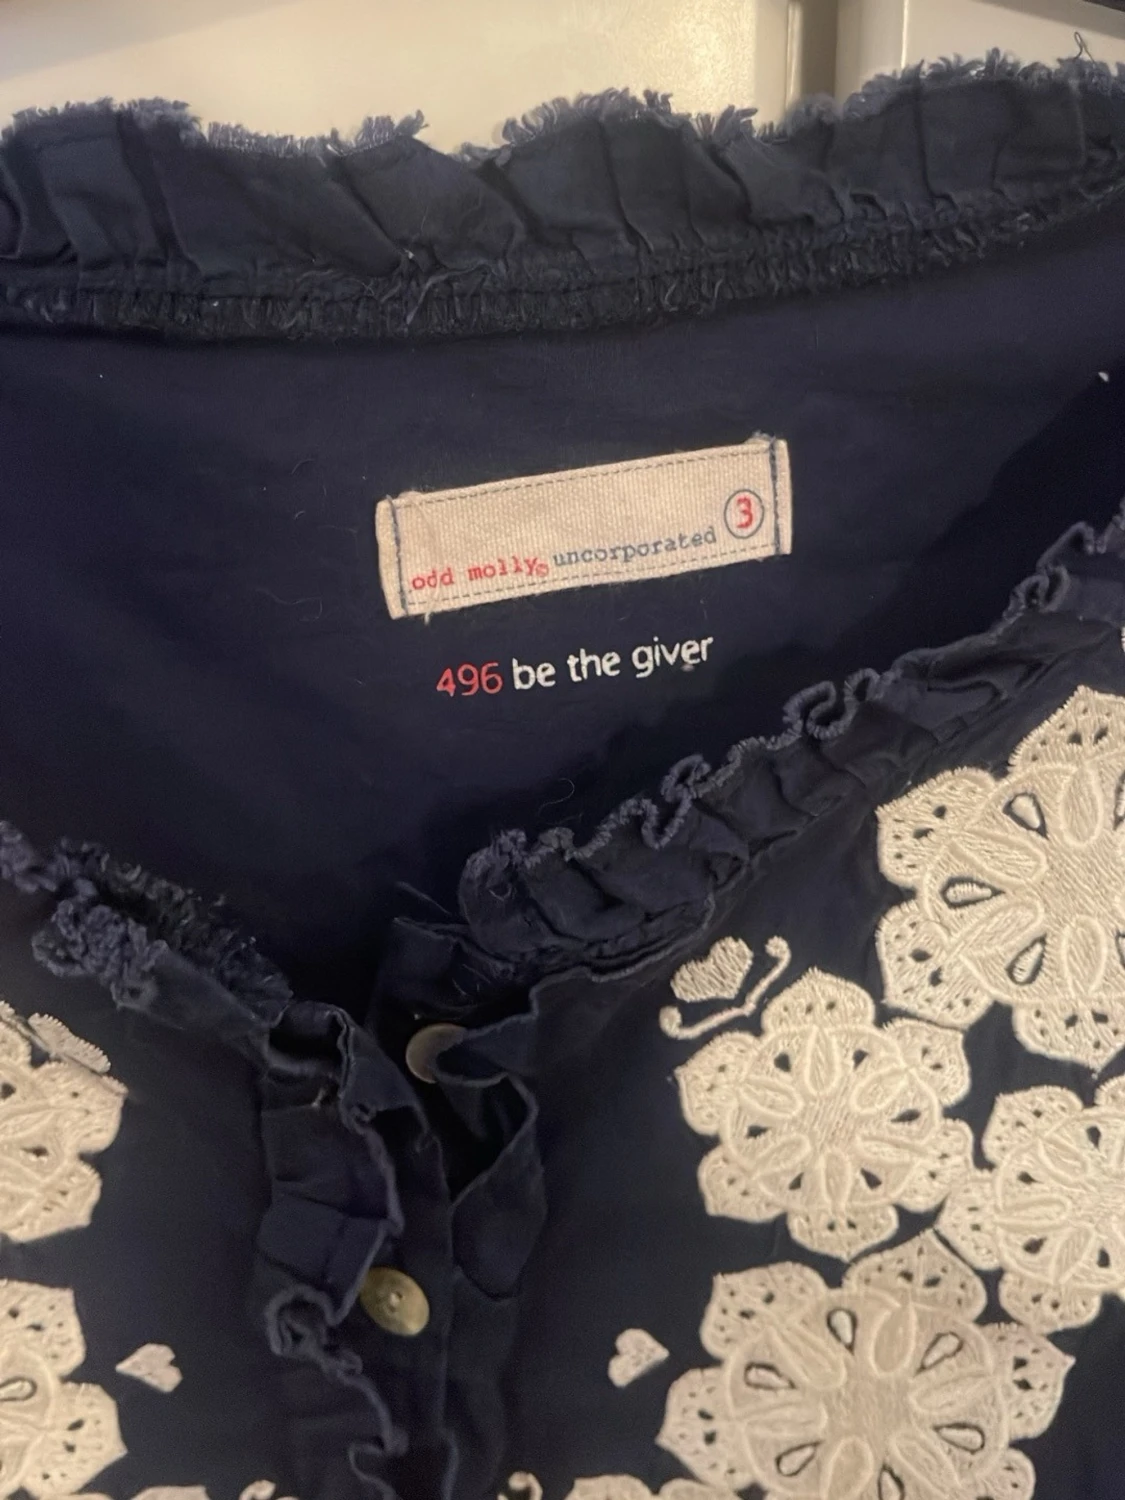 3
odd molly® uncorporated
496 be the giver